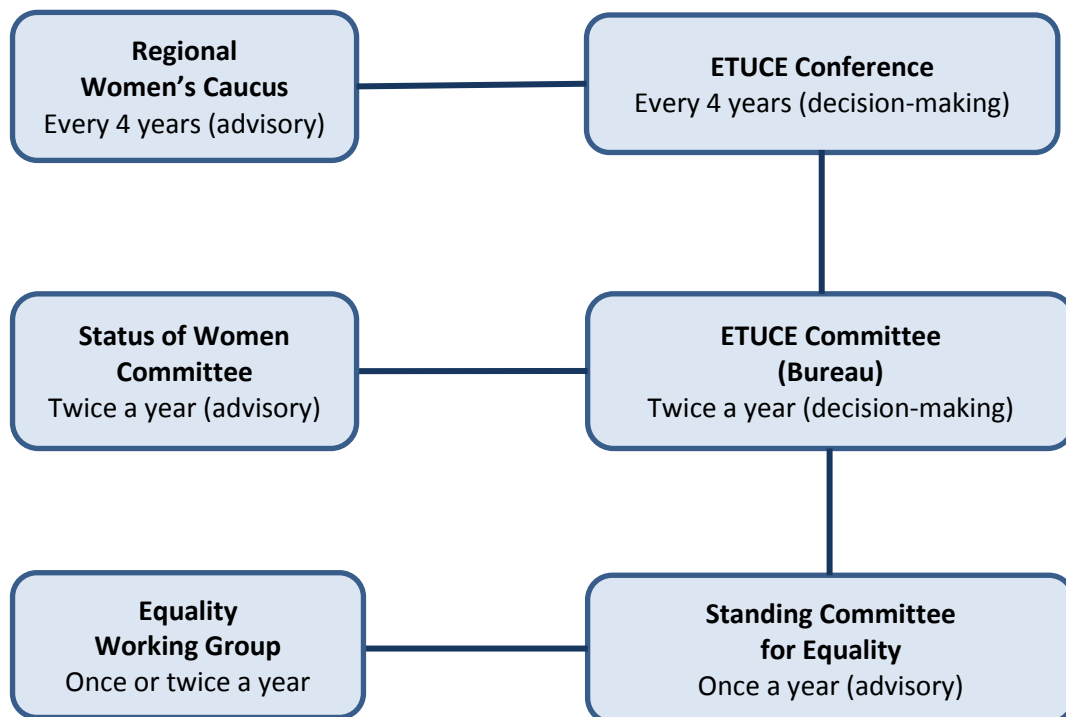 Regional
Women’s Caucus
Every 4 years (advisory)
ETUCE Conference
Every 4 years (decision-making)
Status of Women
Committee
Twice a year (advisory)
ETUCE Committee
(Bureau)
Twice a year (decision-making)
Equality
Working Group
Once or twice a year
Standing Committee
for Equality
Once a year (advisory)